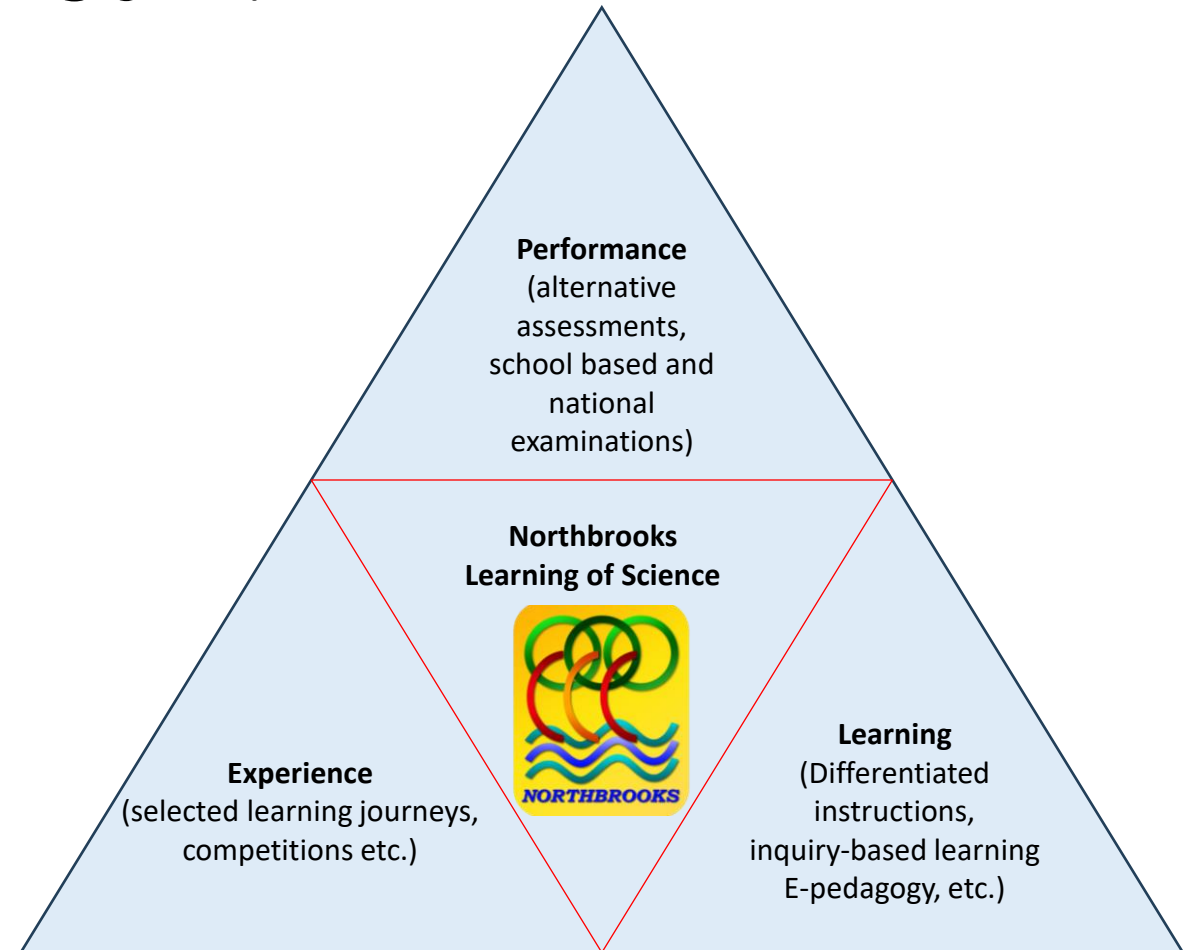 Performance
(alternative
assessments,
school based and
national
examinations)
Northbrooks
Learning of Science
NORTHBROOKS
Experience
(selected learning journeys,
competitions etc.)
Learning
(Differentiated
instructions,
inquiry-based learning
E-pedagogy, etc.)